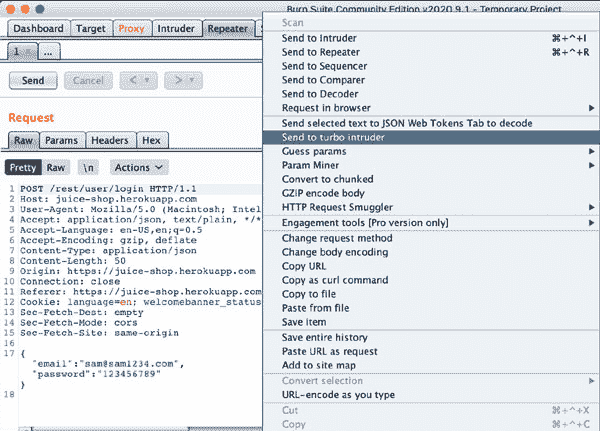 Burp Suite Community Edition v2020.9.1 - Temporary Project
Dashboard Target Proxy Intruder Repeater
1 × ...
Send Cancel < ▼ > ▼
Request
Raw Params Headers Hex
Pretty Raw \n Actions ▼
1 POST /rest/user/login HTTP/1.1
2 Host: juice-shop.herokuapp.com
3 User-Agent: Mozilla/5.0 (Macintosh; Intel
4 Accept: application/json, text/plain, */*
5 Accept-Language: en-US,en;q=0.5
6 Accept-Encoding: gzip, deflate
7 Content-Type: application/json
8 Content-Length: 50
9 Origin: https://juice-shop.herokuapp.com
10 Connection: close
11 Referer: https://juice-shop.herokuapp.com
12 Cookie: language=en; welcomebanner_status
13 Sec-Fetch-Dest: empty
14 Sec-Fetch-Mode: cors
15 Sec-Fetch-Site: same-origin
16
17 {
"email":"sam@sam1234.com",
"password":"123456789"
}
18
Scan
Send to Intruder ⌘+^+I
Send to Repeater ⌘+^+R
Send to Sequencer
Send to Comparer
Send to Decoder
Request in browser
Send selected text to JSON Web Tokens Tab to decode
Send to turbo intruder
Guess params
Param Miner
Convert to chunked
GZIP encode body
HTTP Request Smuggler
Engagement tools [Pro version only]
Change request method
Change body encoding
Copy URL
Copy as curl command
Copy to file
Paste from file
Save item
Save entire history
Paste URL as request
Add to site map
Convert selection
URL-encode as you type
Cut ⌘+^+X
Copy ⌘+^+C